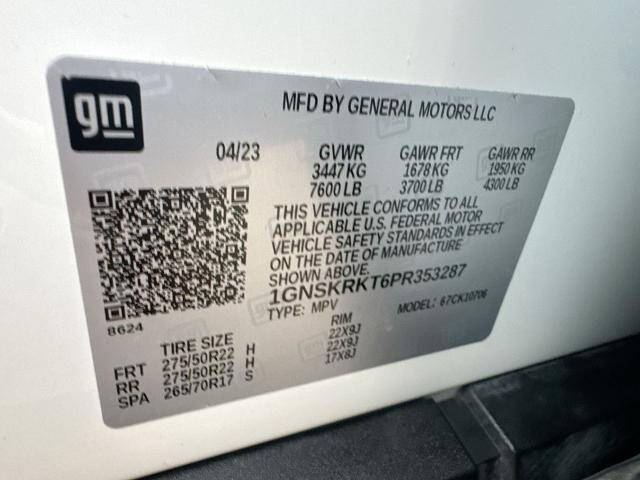 gm
MFD BY GENERAL MOTORS LLC
04/23 GVWR GAWR FRT GAWR RR
3447 KG 1678 KG 1950 KG
7600 LB 3700 LB 4300 LB
THIS VEHICLE CONFORMS TO ALL
APPLICABLE U.S. FEDERAL MOTOR
VEHICLE SAFETY STANDARDS IN EFFECT
ON THE DATE OF MANUFACTURE
SHOWN ABOVE.
1GNSKRKT6PR353287
TYPE: MPV MODEL: 67CK10706
8624
TIRE SIZE RIM
FRT 275/50R22 H 22X9J
RR 275/50R22 H 22X9J
SPA 265/70R17 S 17X8J